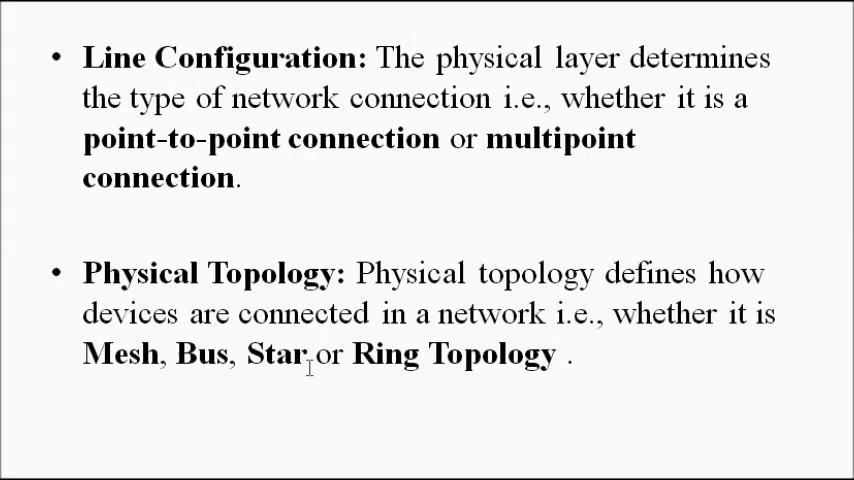 • Line Configuration: The physical layer determines
the type of network connection i.e., whether it is a
point-to-point connection or multipoint
connection.
• Physical Topology: Physical topology defines how
devices are connected in a network i.e., whether it is
Mesh, Bus, Star or Ring Topology .